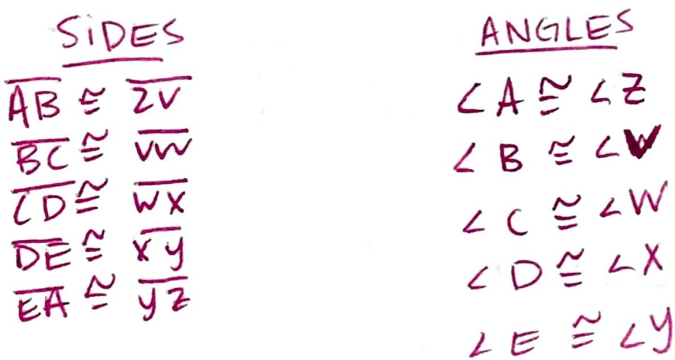 SIDES
AB ≅ ZV
BC ≅ VW
CD ≅ WX
DE ≅ XY
EA ≅ YZ
ANGLES
∠A ≅ ∠Z
∠B ≅ ∠V
∠C ≅ ∠W
∠D ≅ ∠X
∠E ≅ ∠Y